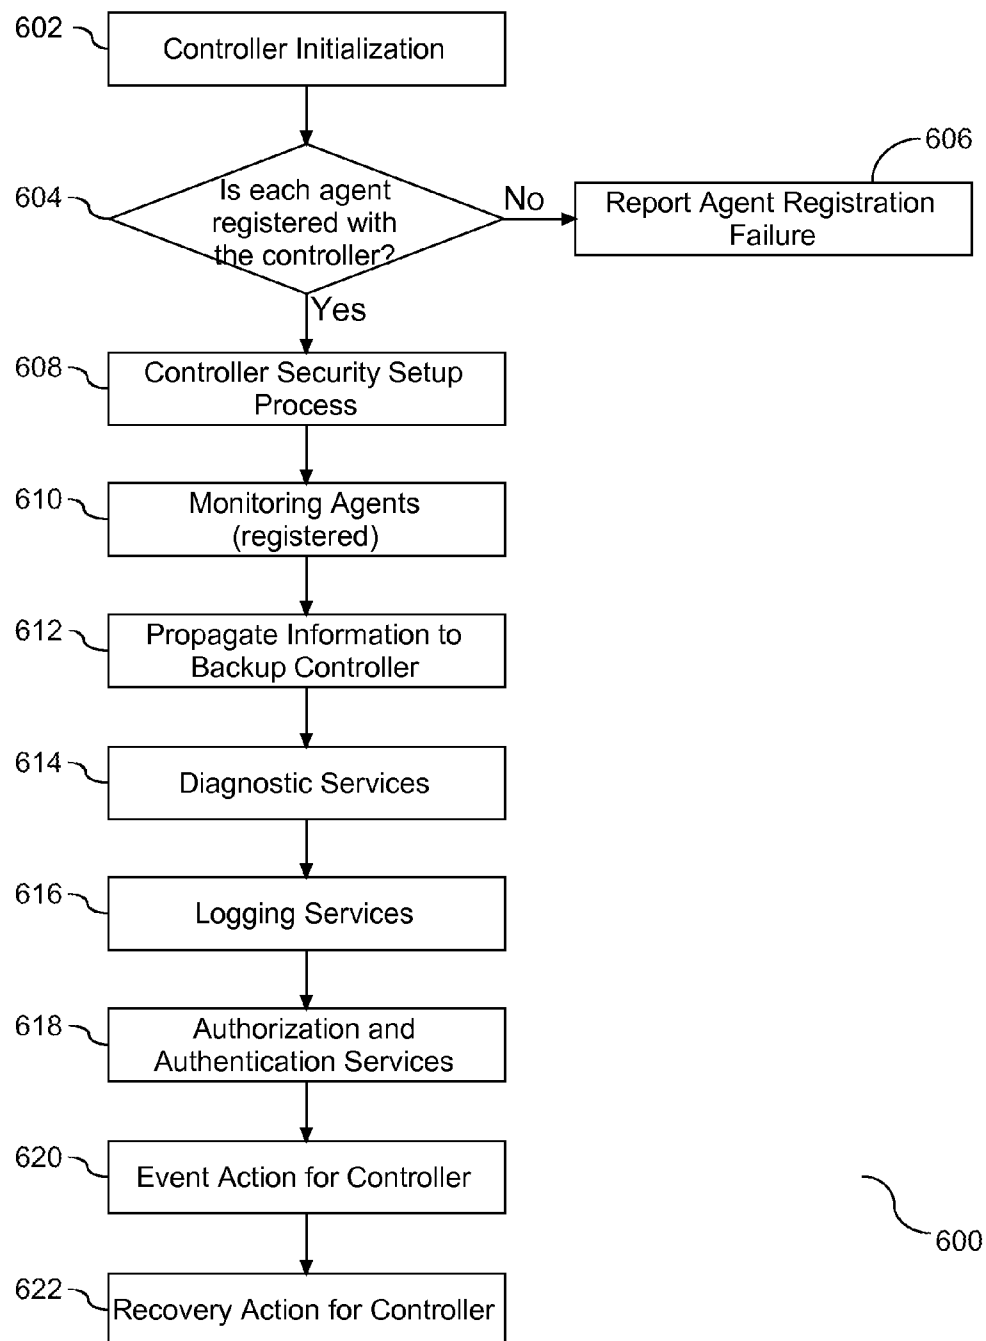 602
Controller Initialization
604
Is each agent
registered with
the controller?
No
606
Report Agent Registration
Failure
Yes
608
Controller Security Setup
Process
610
Monitoring Agents
(registered)
612
Propagate Information to
Backup Controller
614
Diagnostic Services
616
Logging Services
618
Authorization and
Authentication Services
620
Event Action for Controller
600
622
Recovery Action for Controller